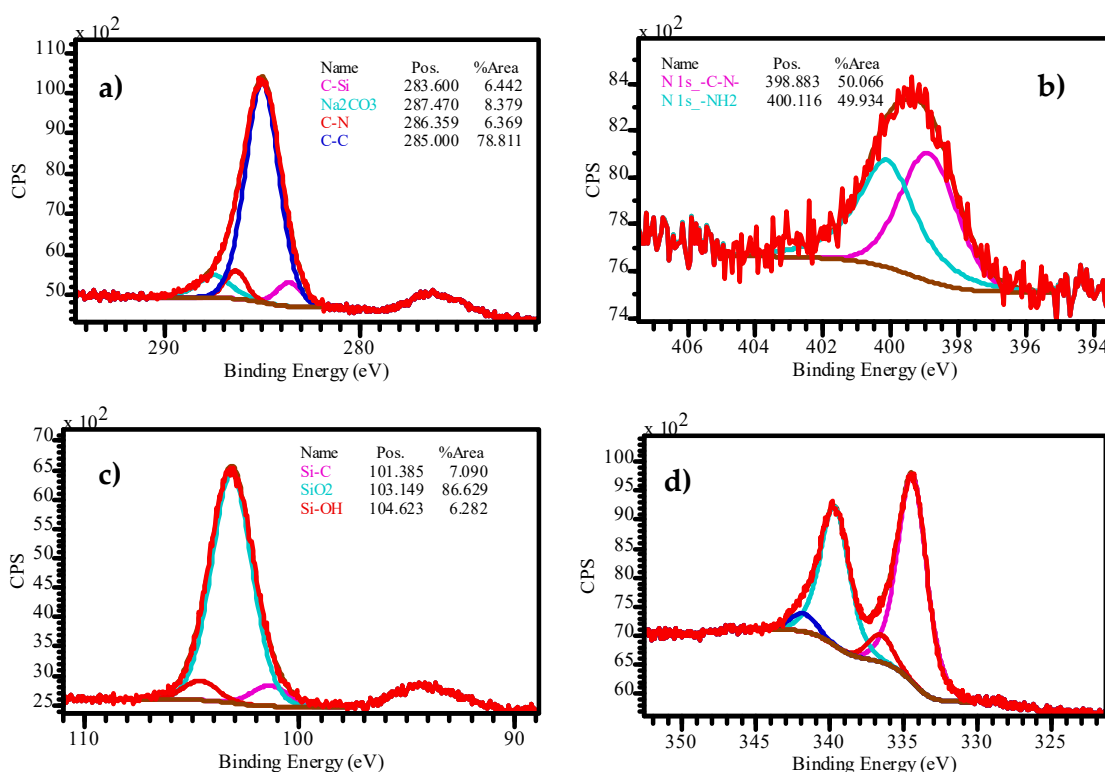 x 10²
a)
Name Pos. %Area
C-Si 283.600 6.442
Na2CO3 287.470 8.379
C-N 286.359 6.369
C-C 285.000 78.811
110
100
90
80
70
60
50
CPS
290 280
Binding Energy (eV)
x 10²
b)
Name Pos. %Area
N 1s_-C-N- 398.883 50.066
N 1s_-NH2 400.116 49.934
84
82
80
78
76
74
CPS
406 404 402 400 398 396 394
Binding Energy (eV)
x 10²
c)
Name Pos. %Area
Si-C 101.385 7.090
SiO2 103.149 86.629
Si-OH 104.623 6.282
70
65
60
55
50
45
40
35
30
25
CPS
110 100 90
Binding Energy (eV)
x 10²
d)
100
95
90
85
80
75
70
65
60
CPS
350 345 340 335 330 325
Binding Energy (eV)